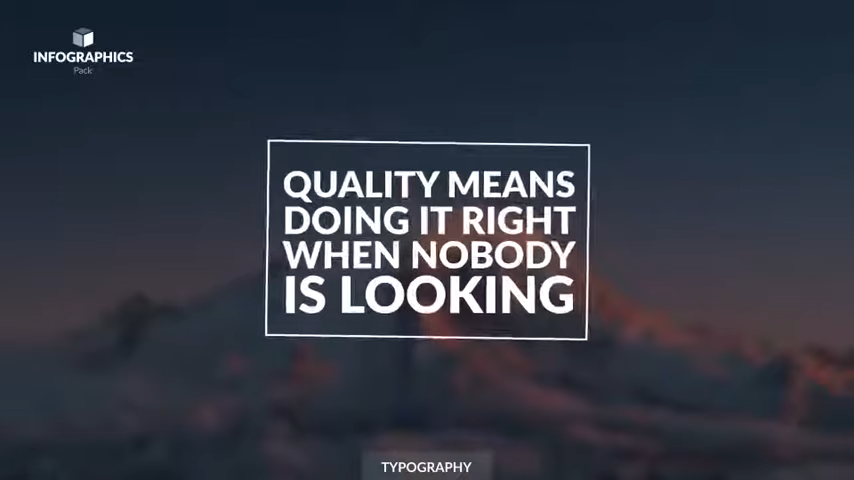 INFOGRAPHICS
Pack
QUALITY MEANS
DOING IT RIGHT
WHEN NOBODY
IS LOOKING
TYPOGRAPHY